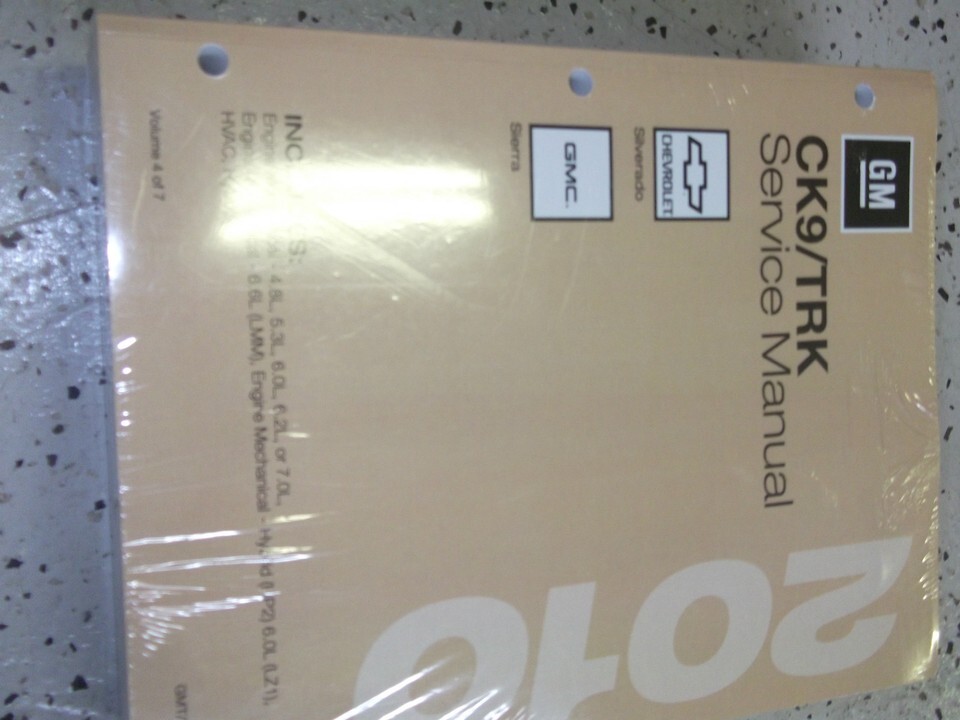 GM
CK9/TRK
Service Manual
2010
CHEVROLET
Silverado
GMC
Sierra
4.8L, 5.3L, 6.0L, 6.2L, or 7.0L,
6.6L (LMM), Engine Mechanical - 6.0L (LZ1),
HVAC
Volume 4 of 7